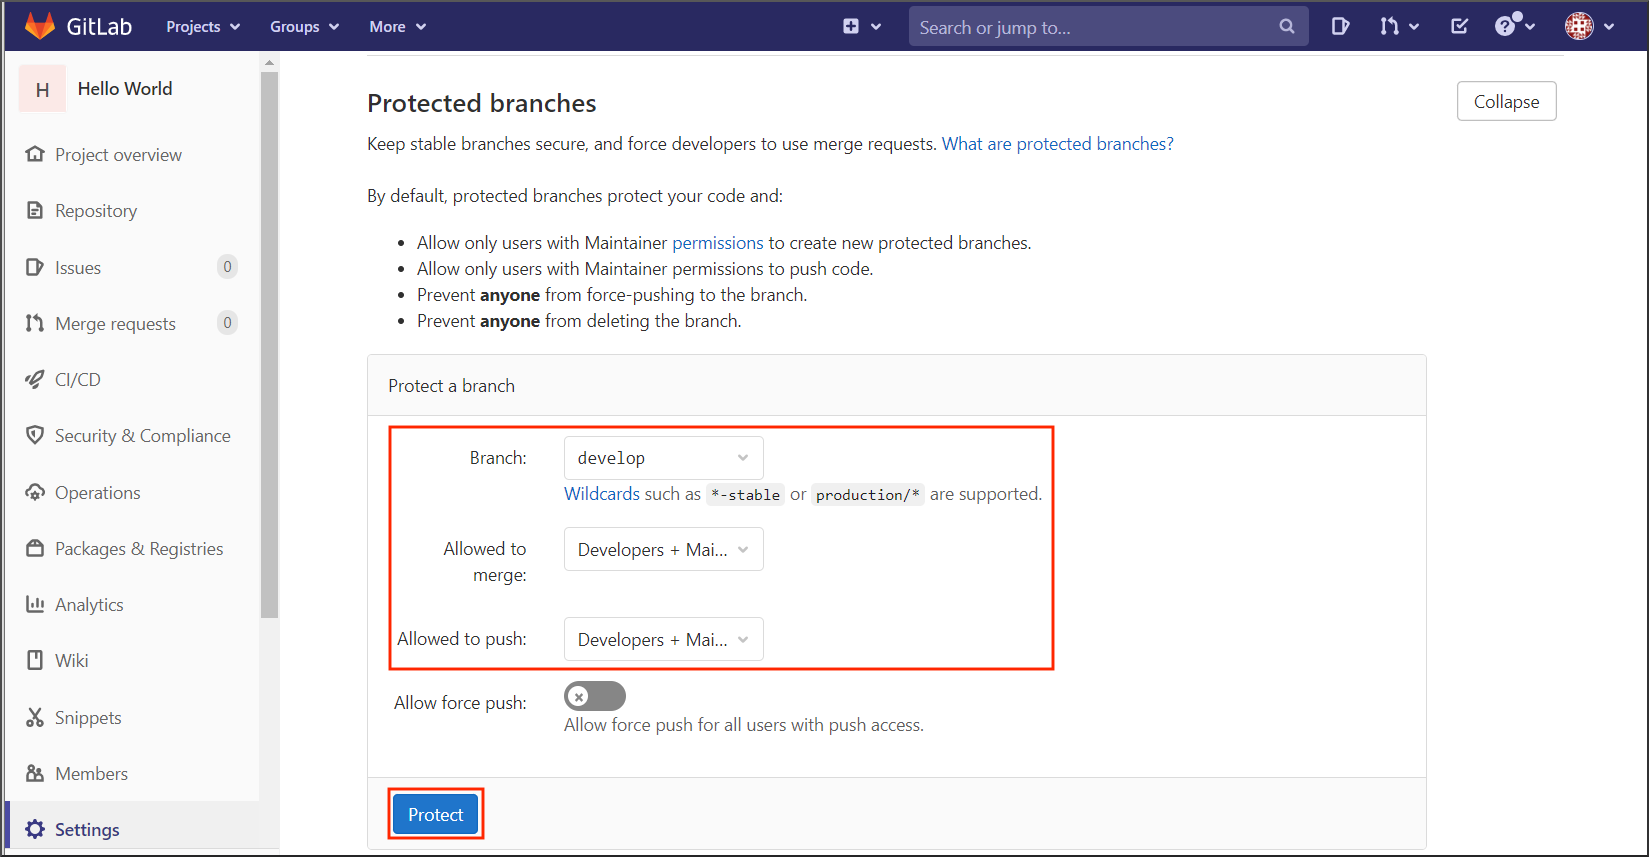 GitLab Projects Groups More Search or jump to...
H Hello World
Project overview
Repository
Issues 0
Merge requests 0
CI/CD
Security & Compliance
Operations
Packages & Registries
Analytics
Wiki
Snippets
Members
Settings
Protected branches
Collapse
Keep stable branches secure, and force developers to use merge requests. What are protected branches?
By default, protected branches protect your code and:
• Allow only users with Maintainer permissions to create new protected branches.
• Allow only users with Maintainer permissions to push code.
• Prevent anyone from force-pushing to the branch.
• Prevent anyone from deleting the branch.
Protect a branch
Branch: develop
Wildcards such as *-stable or production/* are supported.
Allowed to
merge:
Developers + Mai...
Allowed to push: Developers + Mai...
Allow force push:
Allow force push for all users with push access.
Protect